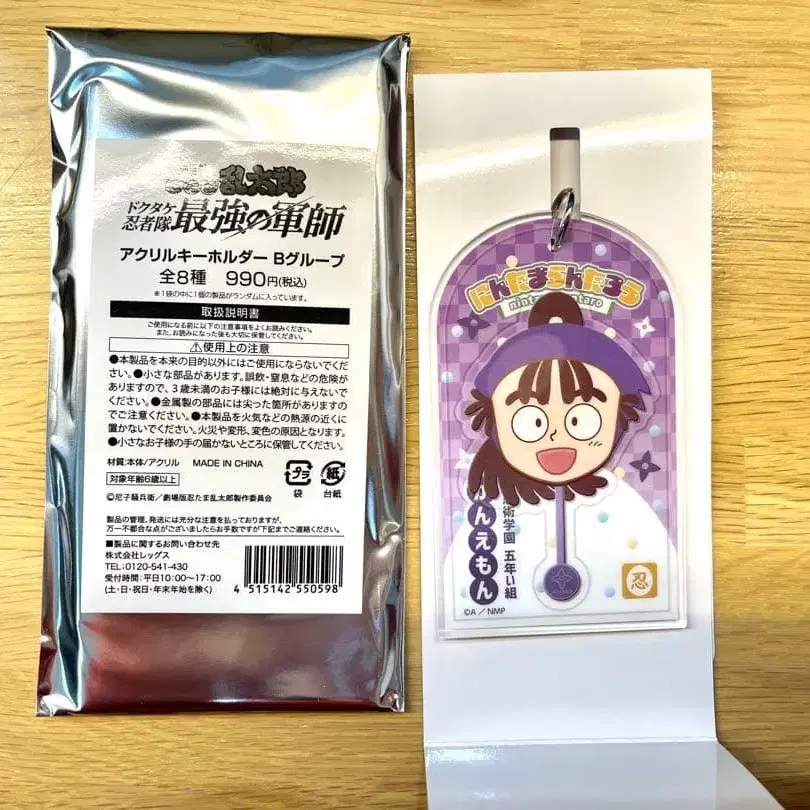 乱太郎
ドクタケ
忍者隊
最強の軍師
アクリルキーホルダー Bグループ
全8種 990円(税込)
※1袋の中に1個の製品がランダムに入っています。
取扱説明書
ご使用になる前に以下の注意事項をよくお読みください。
また、お読みになった後も大切に保管してください。
⚠使用上の注意
●本製品を本来の目的以外にはご使用にならないでくだ
さい。●小さな部品があります。誤飲・窒息などの危険が
ありますので、3歳未満のお子様には絶対に与えないで
ください。●金属製の部品には尖った箇所がありますの
でご注意ください。●本製品を火気などの熱源の近くに
置かないでください。火災や変形、変色の原因となります。
●小さなお子様の手の届かないところに保管してください。
材質:本体/アクリル MADE IN CHINA
対象年齢6歳以上
プラ
袋
紙
台紙
©尼子騒兵衛/劇場版忍たま乱太郎製作委員会
製品の管理、発送には充分な注意を払っておりますが、
万一不都合な点がございましたらお手数ですが下記までご連絡ください。
■製品に関するお問い合わせ先
株式会社レッグス
TEL:0120-541-430
受付時間:平日10:00~17:00
(土・日・祝日・年末年始を除く)
4 515142 550598
にんたまらんたろう
術学園 五年い組
んえもん
忍
©A/NMP